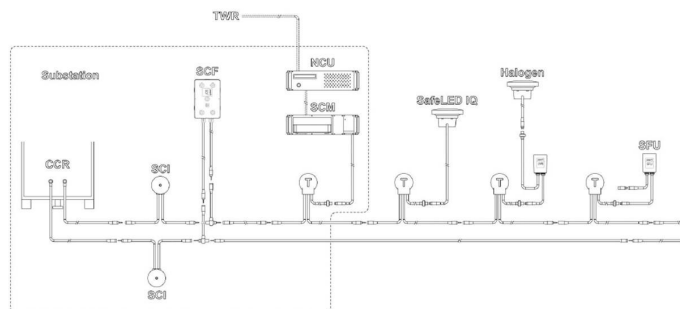 TWR
NCU
Substation
SCF
Halogen
SCM
SafeLED IQ
CCR
SCI
T
T
T
T
SFU
SCI